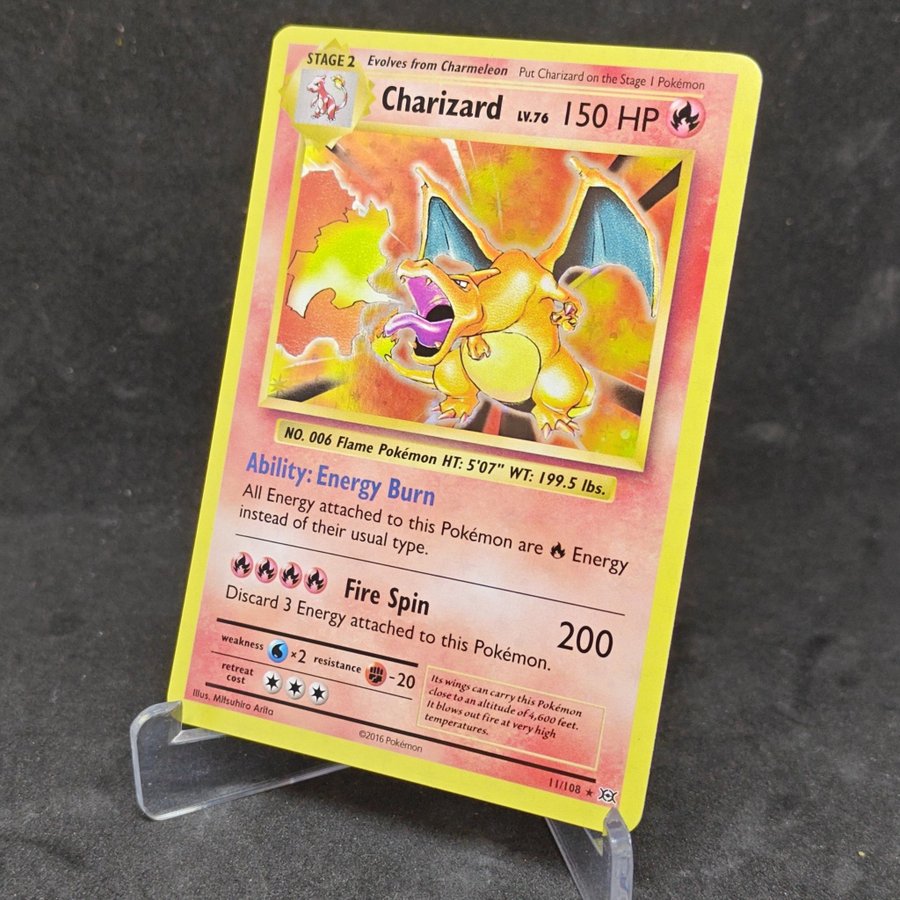 STAGE 2 Evolves from Charmeleon Put Charizard on the Stage 1 Pokémon
Charizard LV.76 150 HP
NO. 006 Flame Pokémon HT: 5'07" WT: 199.5 lbs.
Ability: Energy Burn
All Energy attached to this Pokémon are Energy
instead of their usual type.
Fire Spin 200
Discard 3 Energy attached to this Pokémon.
weakness ×2 resistance -20
retreat
cost
Its wings can carry this Pokémon
close to an altitude of 4,600 feet.
It blows out fire at very high
temperatures.
Illus. Mitsuhiro Arita
©2016 Pokémon
11/108 ★